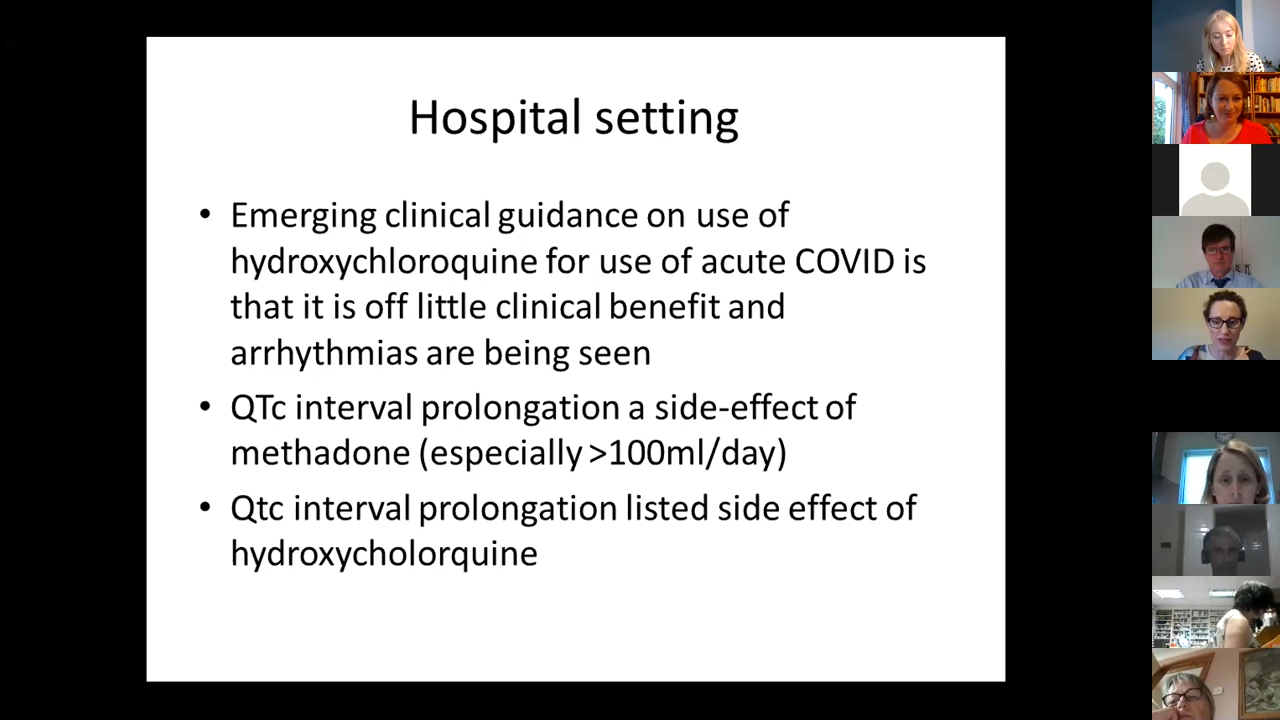 Hospital setting
• Emerging clinical guidance on use of
hydroxychloroquine for use of acute COVID is
that it is off little clinical benefit and
arrhythmias are being seen
• QTc interval prolongation a side-effect of
methadone (especially >100ml/day)
• Qtc interval prolongation listed side effect of
hydroxycholorquine